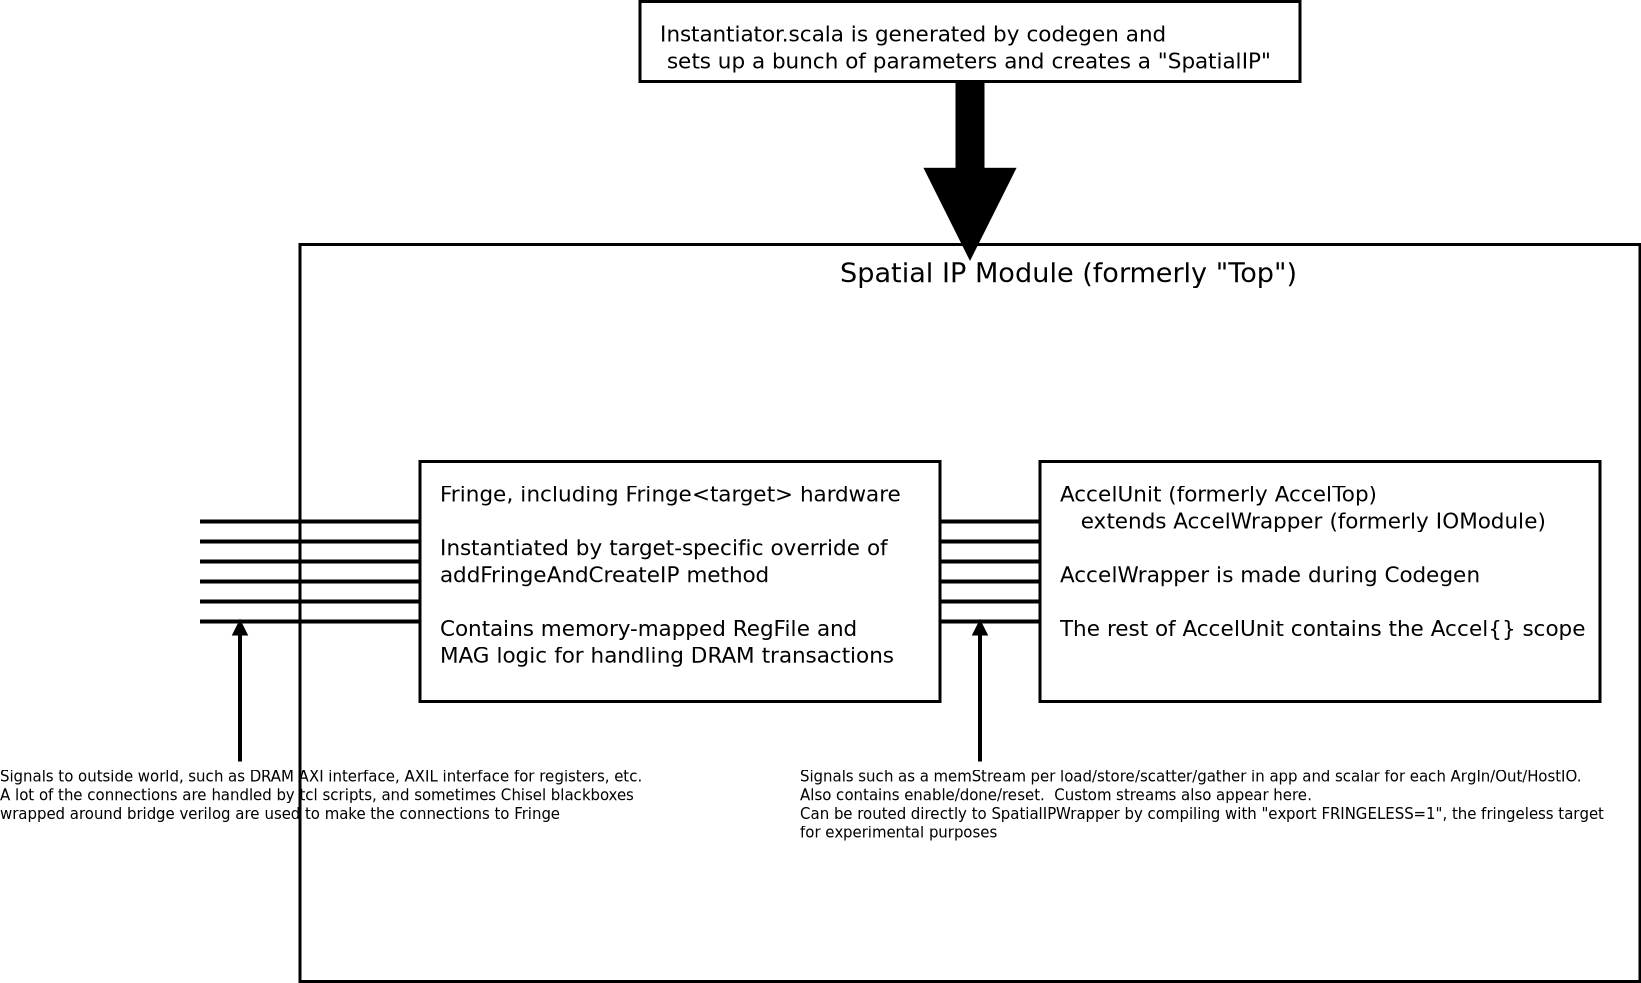 Instantiator.scala is generated by codegen and
sets up a bunch of parameters and creates a "SpatialIP"
Spatial IP Module (formerly "Top")
Fringe, including Fringe<target> hardware
Instantiated by target-specific override of
addFringeAndCreateIP method
Contains memory-mapped RegFile and
MAG logic for handling DRAM transactions
AccelUnit (formerly AccelTop)
extends AccelWrapper (formerly IOModule)
AccelWrapper is made during Codegen
The rest of AccelUnit contains the Accel{} scope
Signals to outside world, such as DRAM AXI interface, AXIL interface for registers, etc.
A lot of the connections are handled by tcl scripts, and sometimes Chisel blackboxes
wrapped around bridge verilog are used to make the connections to Fringe
Signals such as a memStream per load/store/scatter/gather in app and scalar for each ArgIn/Out/HostIO.
Also contains enable/done/reset.  Custom streams also appear here.
Can be routed directly to SpatialIPWrapper by compiling with "export FRINGELESS=1", the fringeless target
for experimental purposes